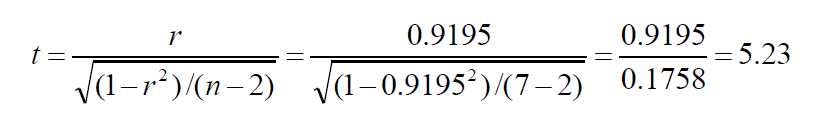 t = r / √((1−r²)/(n−2)) = 0.9195 / √((1−0.9195²)/(7−2)) = 0.9195 / 0.1758 = 5.23